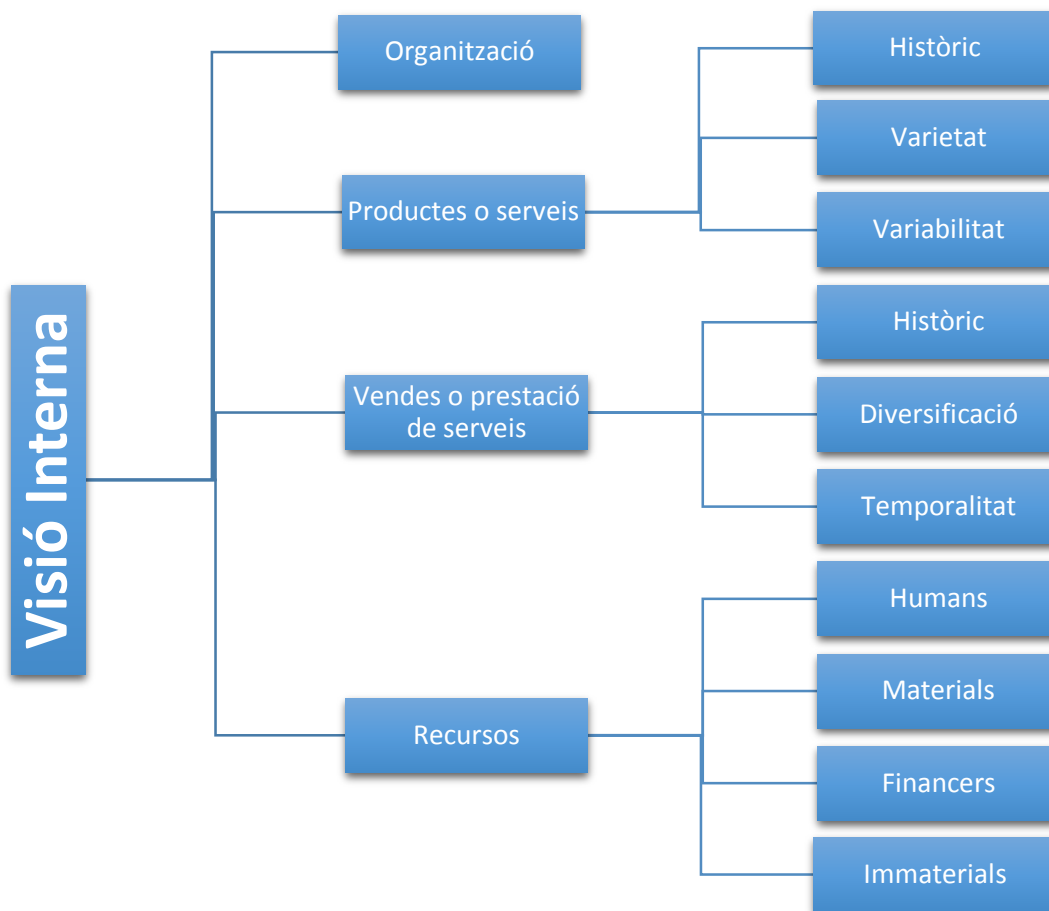 Visió Interna
Organització
Productes o serveis
Històric
Varietat
Variabilitat
Vendes o prestació
de serveis
Històric
Diversificació
Temporalitat
Recursos
Humans
Materials
Financers
Immaterials